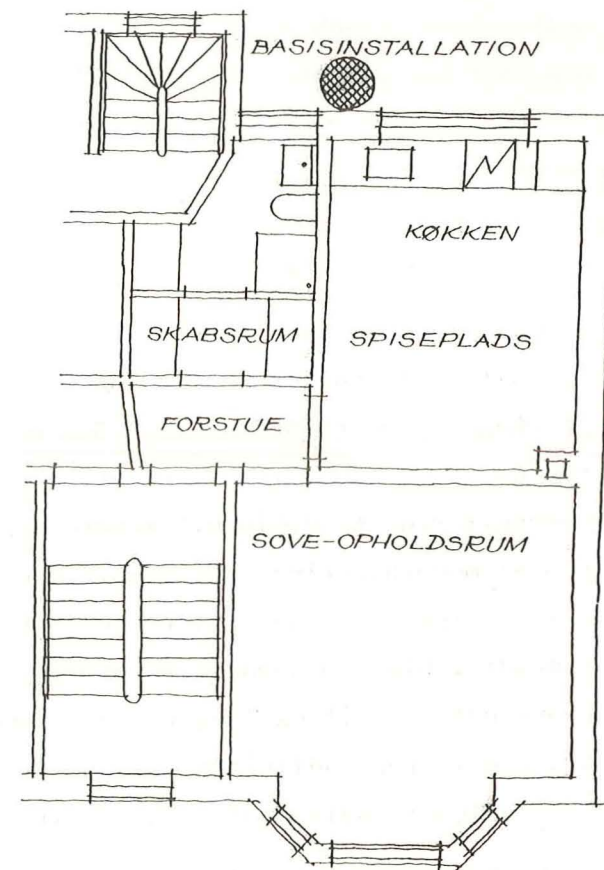 BASISINSTALLATION
KØKKEN
SKABSRUM
SPISEPLADS
FORSTUE
SOVE-OPHOLDSRUM